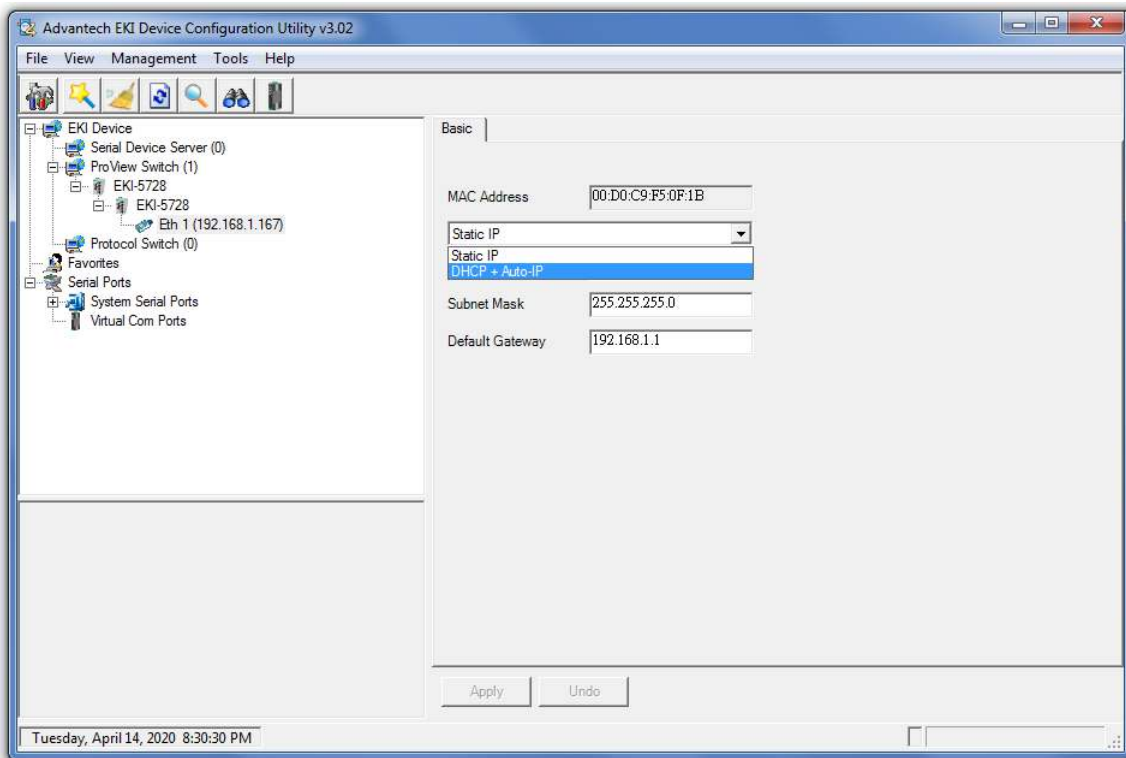 Advantech EKI Device Configuration Utility v3.02
File View Management Tools Help
EKI Device
Serial Device Server (0)
ProView Switch (1)
EKI-5728
EKI-5728
Eth 1 (192.168.1.167)
Protocol Switch (0)
Favorites
Serial Ports
System Serial Ports
Virtual Com Ports
Basic
MAC Address 00:D0:C9:F5:0F:1B
Static IP
Static IP
DHCP + Auto-IP
Subnet Mask 255.255.255.0
Default Gateway 192.168.1.1
Apply Undo
Tuesday, April 14, 2020 8:30:30 PM